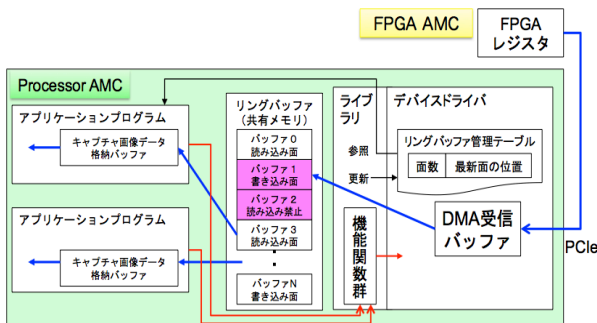 FPGA AMC
FPGA
レジスタ
Processor AMC
アプリケーションプログラム
キャプチャ画像データ
格納バッファ
アプリケーションプログラム
キャプチャ画像データ
格納バッファ
リングバッファ
(共有メモリ)
バッファ0
読み込み面
バッファ1
書き込み面
バッファ2
読み込み禁止
バッファ3
読み込み面
・
・
バッファN
書き込み面
ライブ
ラリ
参照
更新
機
能
関
数
群
デバイスドライバ
リングバッファ管理テーブル
面数
最新面の位置
DMA受信
バッファ
PCIe